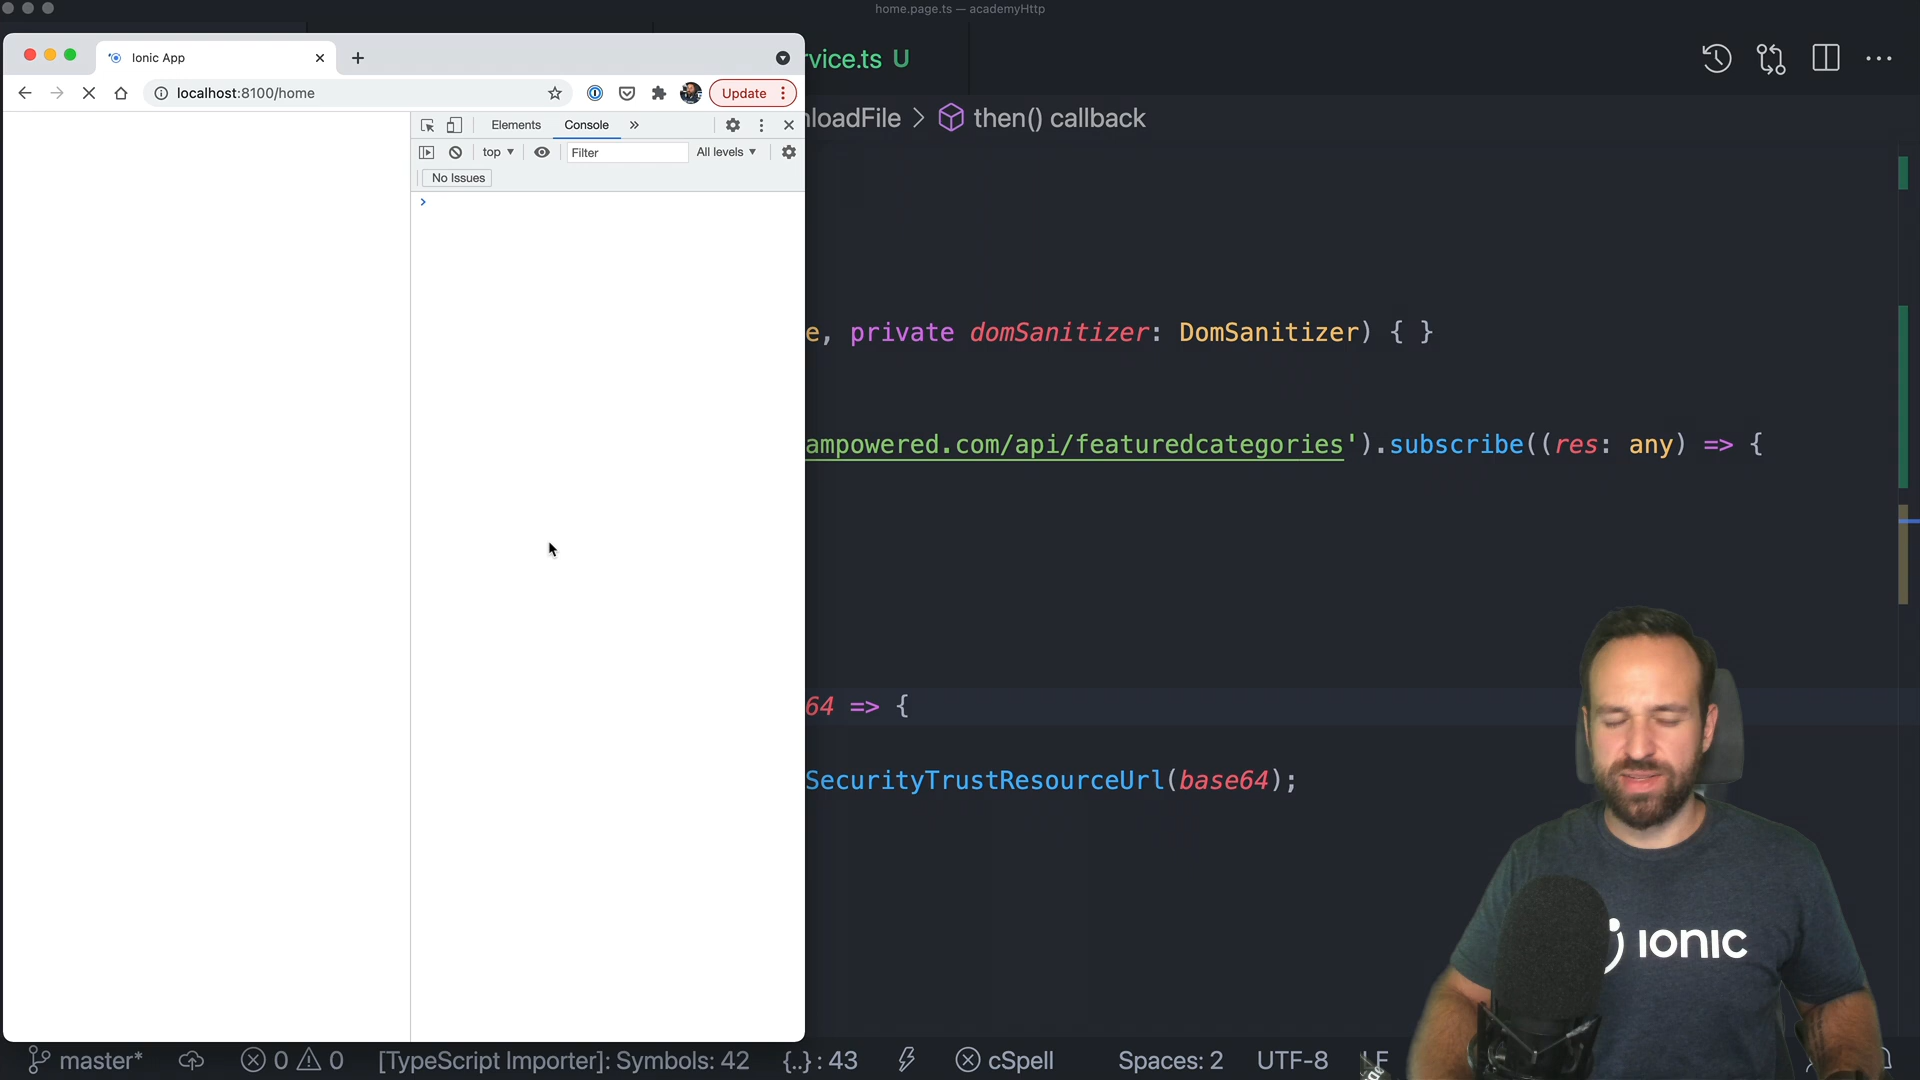 home.page.ts — academyHttp
Ionic App
rvice.ts U
localhost:8100/home
Update
nloadFile > then() callback
Elements Console »
top Filter All levels
No Issues
e, private domSanitizer: DomSanitizer) { }
ampowered.com/api/featuredcategories').subscribe((res: any) => {
64 => {
SecurityTrustResourceUrl(base64);
IONIC
master* 0 0 [TypeScript Importer]: Symbols: 42 {..} : 43 cSpell Spaces: 2 UTF-8 LF